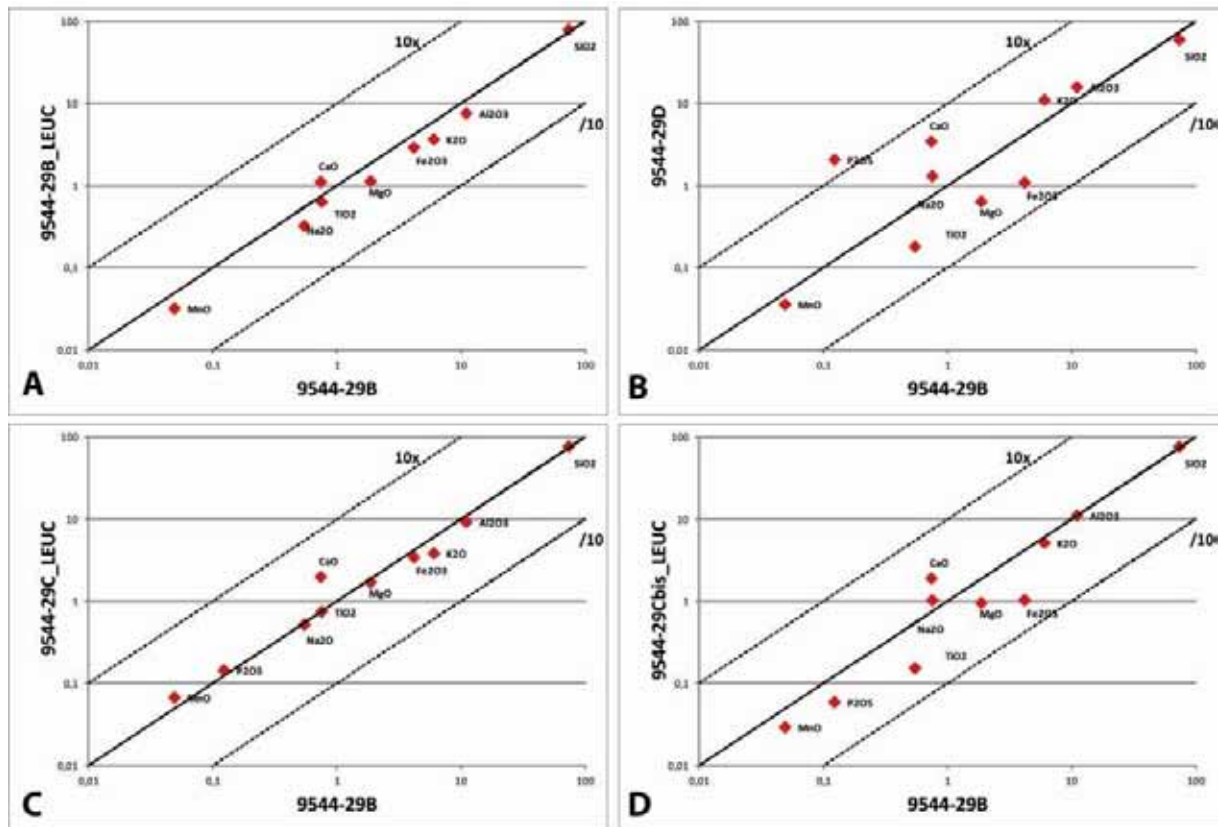 100
10
1
0,1
0,01
0,01
0,1
1
10
100
9544-29B_LEUC
9544-29B
10x
/10
SiO2
Al2O3
K2O
Fe2O3
CaO
MgO
TiO2
Na2O
MnO
A
100
10
1
0,1
0,01
0,01
0,1
1
10
100
9544-29D
9544-29B
10x
/10x
SiO2
Al2O3
K2O
CaO
P2O5
Na2O
MgO
Fe2O3
TiO2
MnO
B
100
10
1
0,1
0,01
0,01
0,1
1
10
100
9544-29C_LEUC
9544-29B
10x
/10
SiO2
Al2O3
K2O
Fe2O3
CaO
MgO
TiO2
Na2O
P2O5
MnO
C
100
10
1
0,1
0,01
0,01
0,1
1
10
100
9544-29Cbis_LEUC
9544-29B
10x
/10x
SiO2
Al2O3
K2O
CaO
Na2O
MgO
Fe2O3
TiO2
P2O5
MnO
D